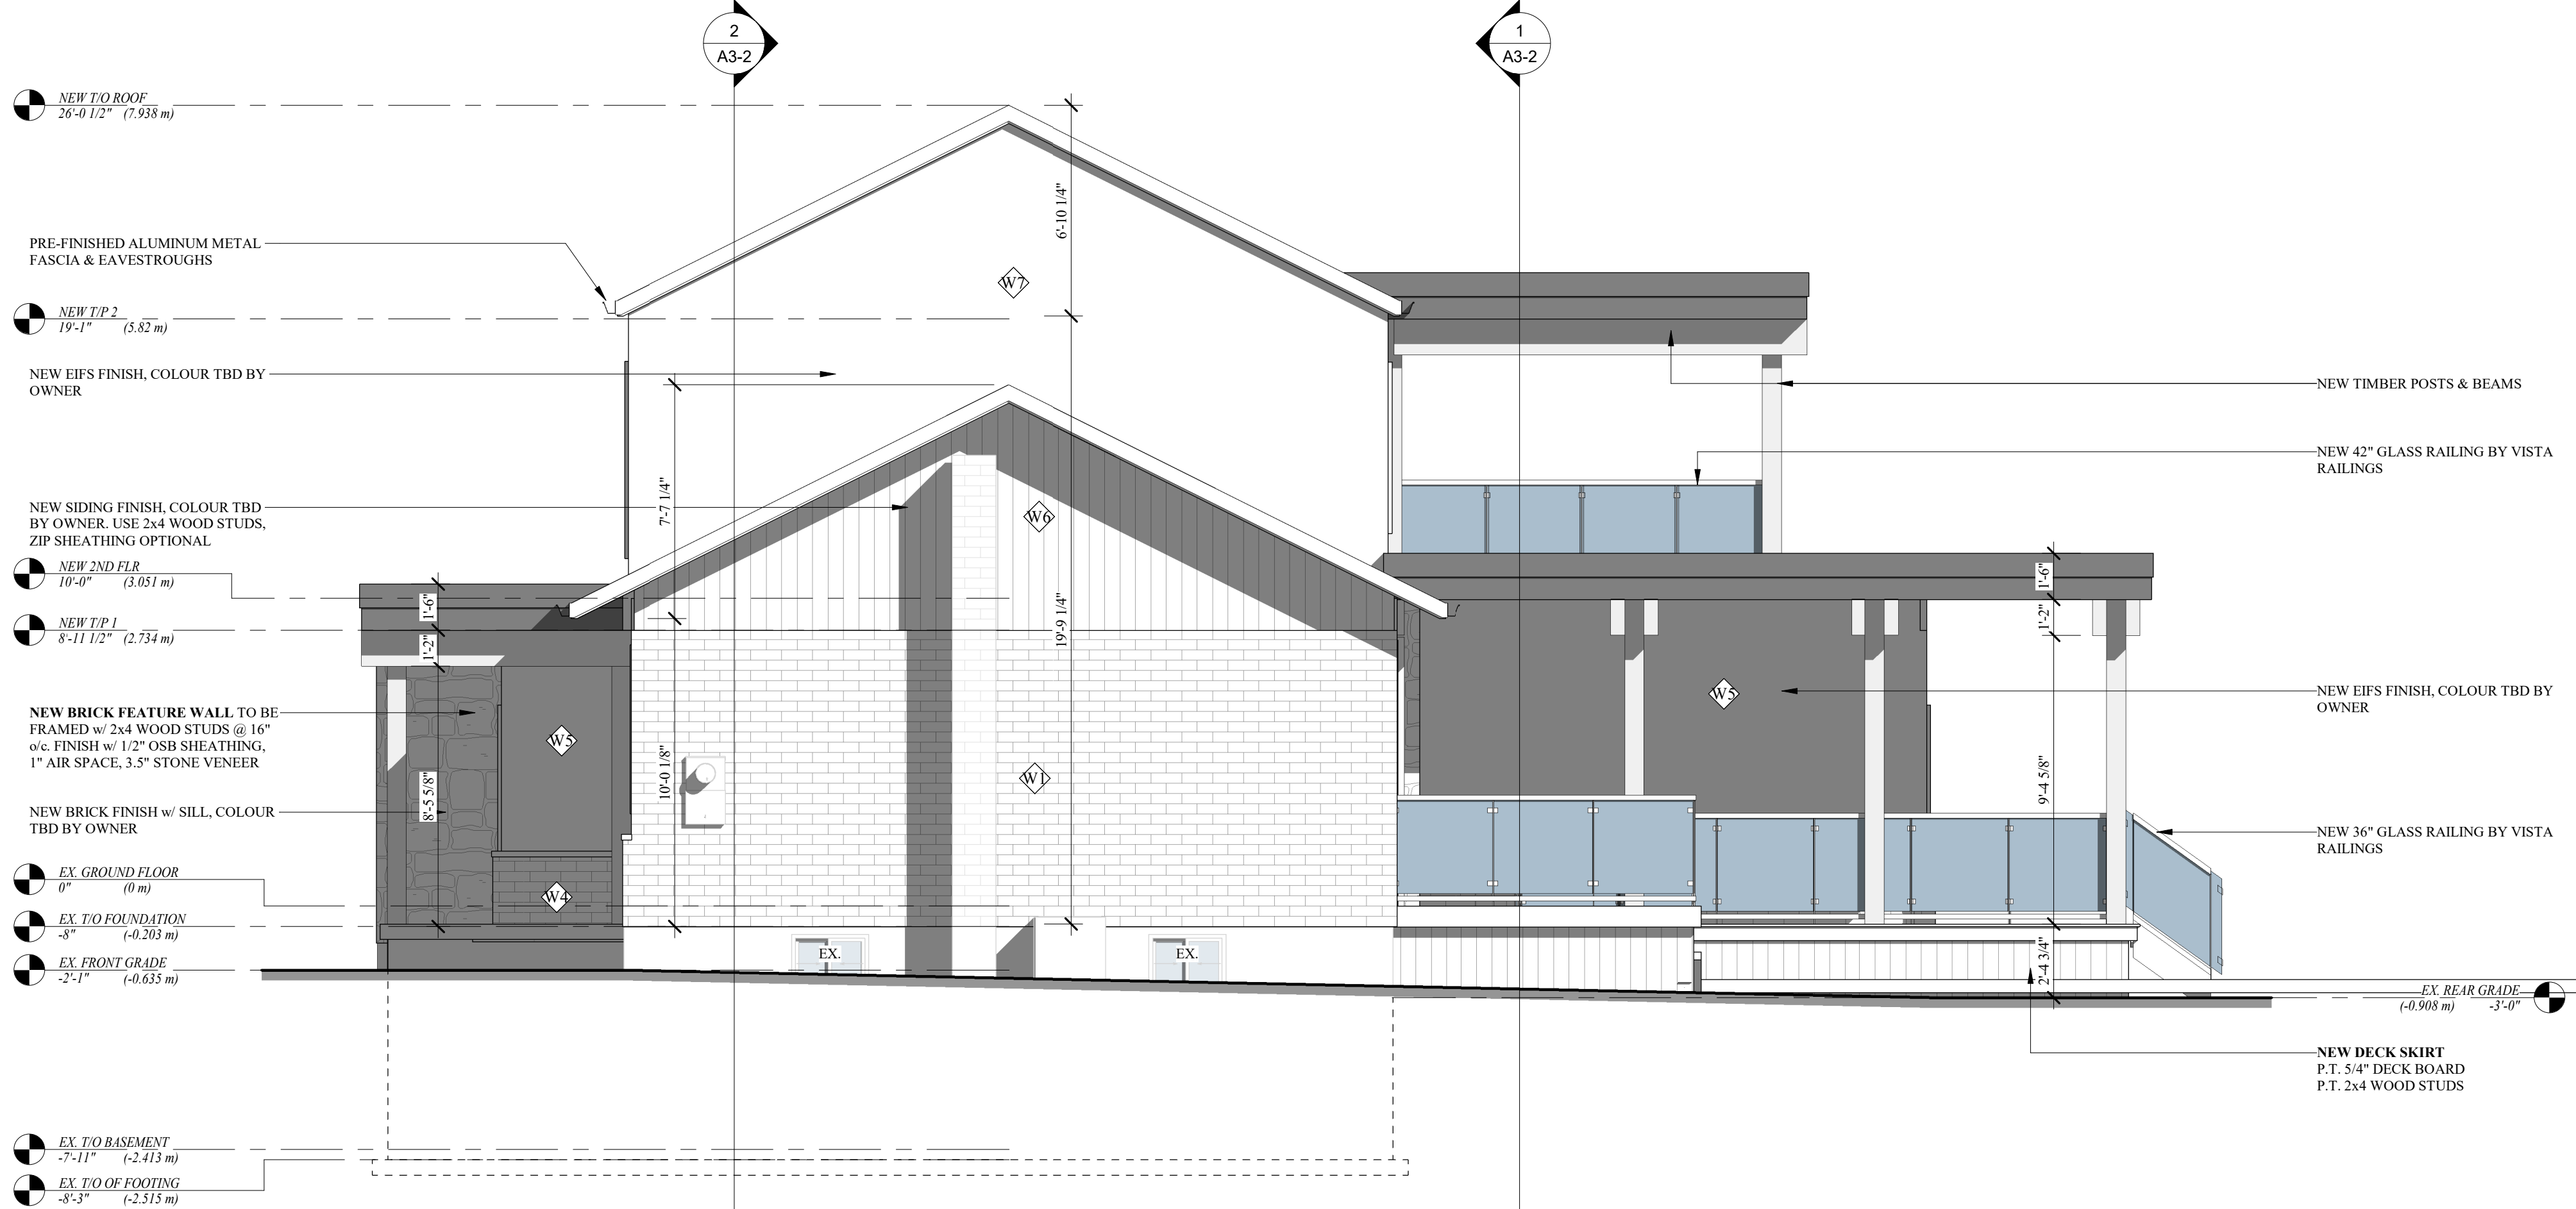 2
A3-2
1
A3-2
NEW T/O ROOF
26'-0 1/2" (7.938 m)
PRE-FINISHED ALUMINUM METAL
FASCIA & EAVESTROUGHS
NEW T/P 2
19'-1" (5.82 m)
NEW EIFS FINISH, COLOUR TBD BY
OWNER
NEW SIDING FINISH, COLOUR TBD
BY OWNER. USE 2x4 WOOD STUDS,
ZIP SHEATHING OPTIONAL
NEW 2ND FLR
10'-0" (3.051 m)
NEW T/P 1
8'-11 1/2" (2.734 m)
NEW BRICK FEATURE WALL TO BE
FRAMED w/ 2x4 WOOD STUDS @ 16"
o/c. FINISH w/ 1/2" OSB SHEATHING,
1" AIR SPACE, 3.5" STONE VENEER
NEW BRICK FINISH w/ SILL, COLOUR
TBD BY OWNER
EX. GROUND FLOOR
0" (0 m)
EX. T/O FOUNDATION
-8" (-0.203 m)
EX. FRONT GRADE
-2'-1" (-0.635 m)
EX. T/O BASEMENT
-7'-11" (-2.413 m)
EX. T/O OF FOOTING
-8'-3" (-2.515 m)
1'-6"
1'-2"
8'-5 5/8"
W5
W4
7'-7 1/4"
10'-0 1/8"
6'-10 1/4"
19'-9 1/4"
W7
W6
W1
EX.
EX.
W5
1'-6"
1'-2"
9'-4 5/8"
2'-4 3/4"
NEW TIMBER POSTS & BEAMS
NEW 42" GLASS RAILING BY VISTA
RAILINGS
NEW EIFS FINISH, COLOUR TBD BY
OWNER
NEW 36" GLASS RAILING BY VISTA
RAILINGS
EX. REAR GRADE
(-0.908 m) -3'-0"
NEW DECK SKIRT
P.T. 5/4" DECK BOARD
P.T. 2x4 WOOD STUDS